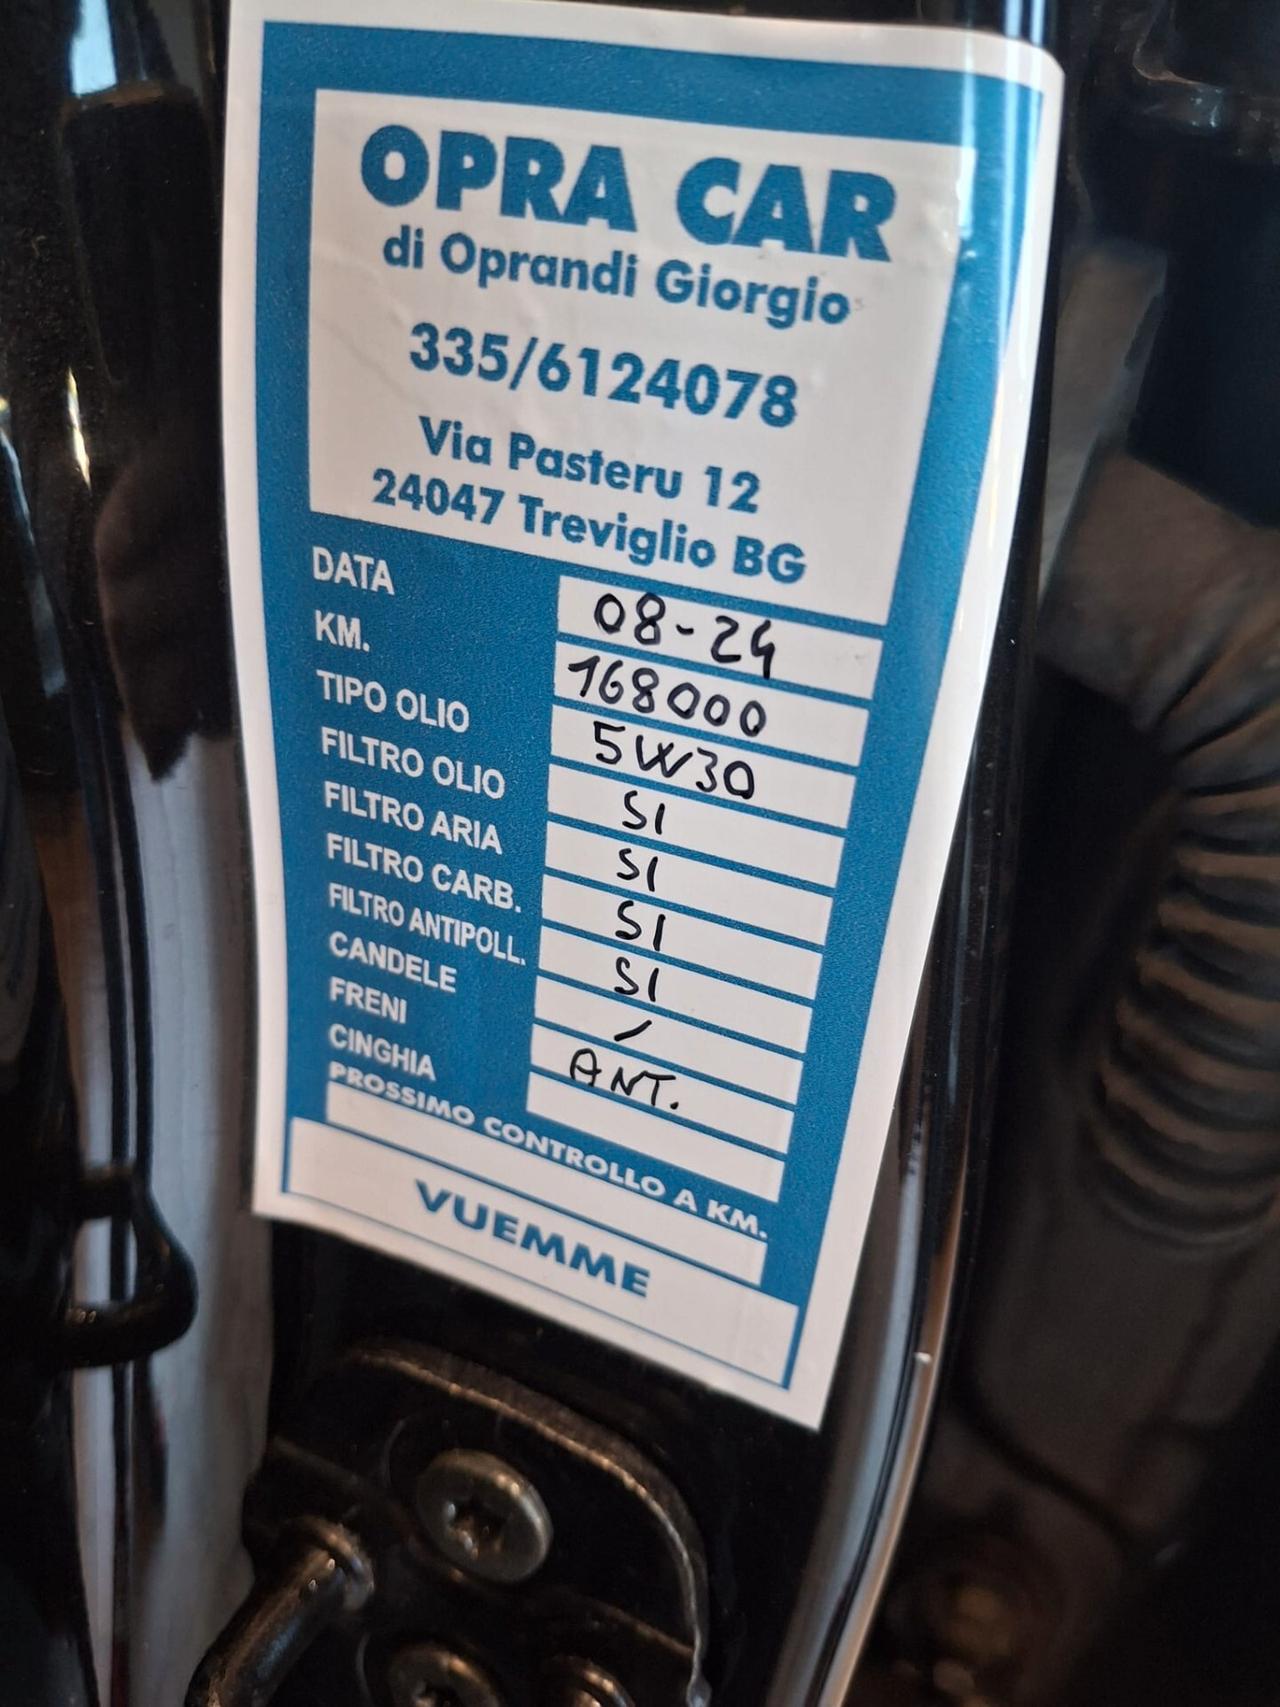 OPRA CAR
di Oprandi Giorgio
335/6124078
Via Pasteru 12
24047 Treviglio BG
DATA 08-24
KM. 168000
TIPO OLIO 5W30
FILTRO OLIO SI
FILTRO ARIA SI
FILTRO CARB. SI
FILTRO ANTIPOLL. SI
CANDELE /
FRENI ANT.
CINGHIA
PROSSIMO CONTROLLO A KM.
VUEMME